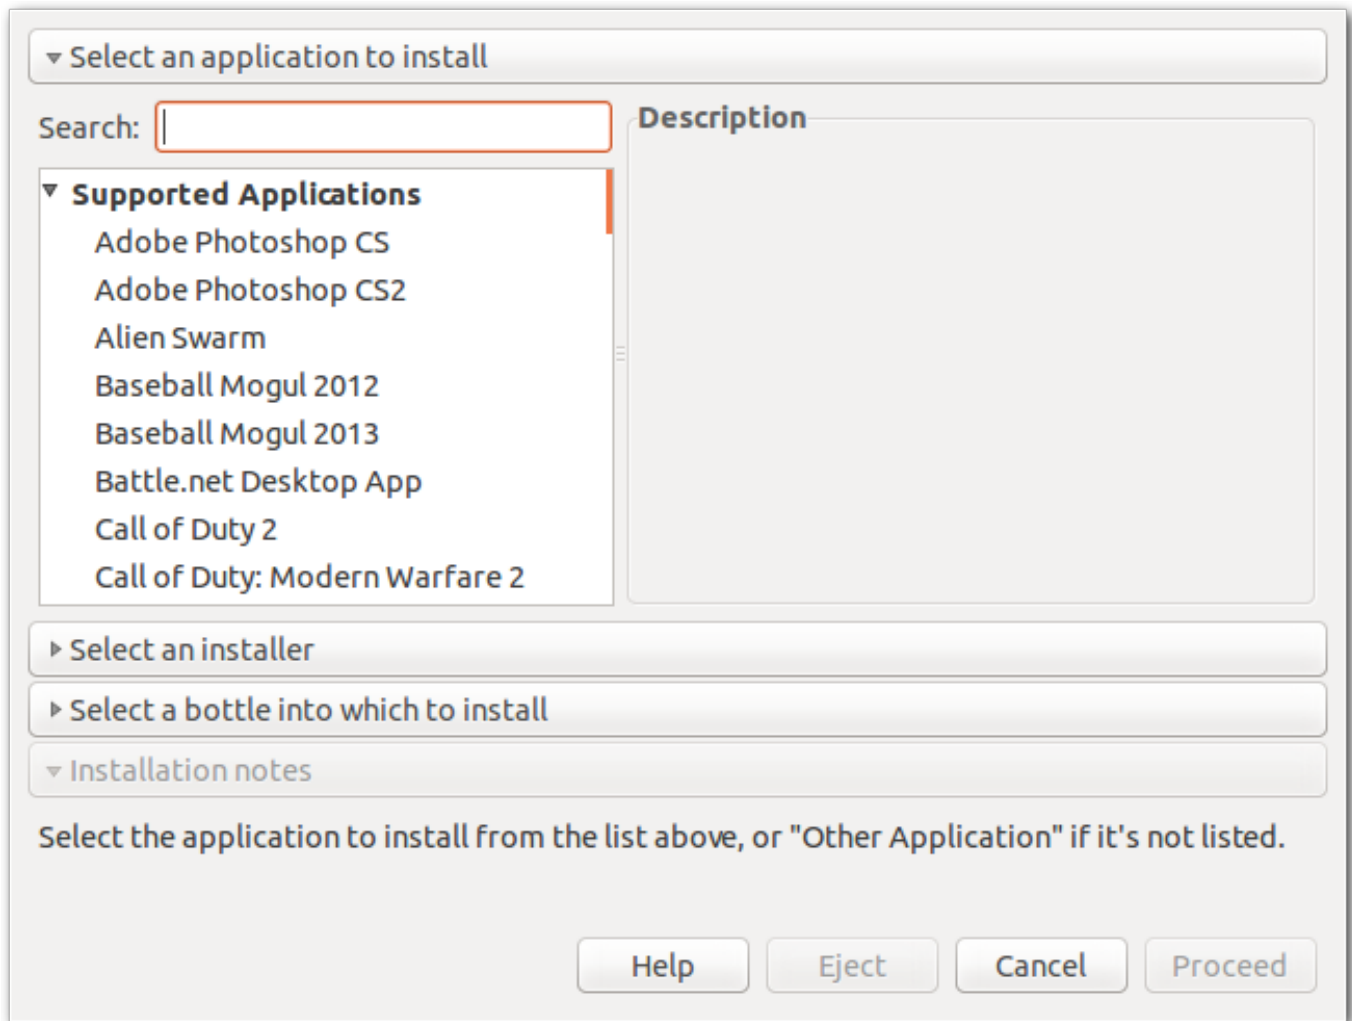 Select an application to install
Search:
Description
Supported Applications
Adobe Photoshop CS
Adobe Photoshop CS2
Alien Swarm
Baseball Mogul 2012
Baseball Mogul 2013
Battle.net Desktop App
Call of Duty 2
Call of Duty: Modern Warfare 2
Select an installer
Select a bottle into which to install
Installation notes
Select the application to install from the list above, or "Other Application" if it's not listed.
Help Eject Cancel Proceed